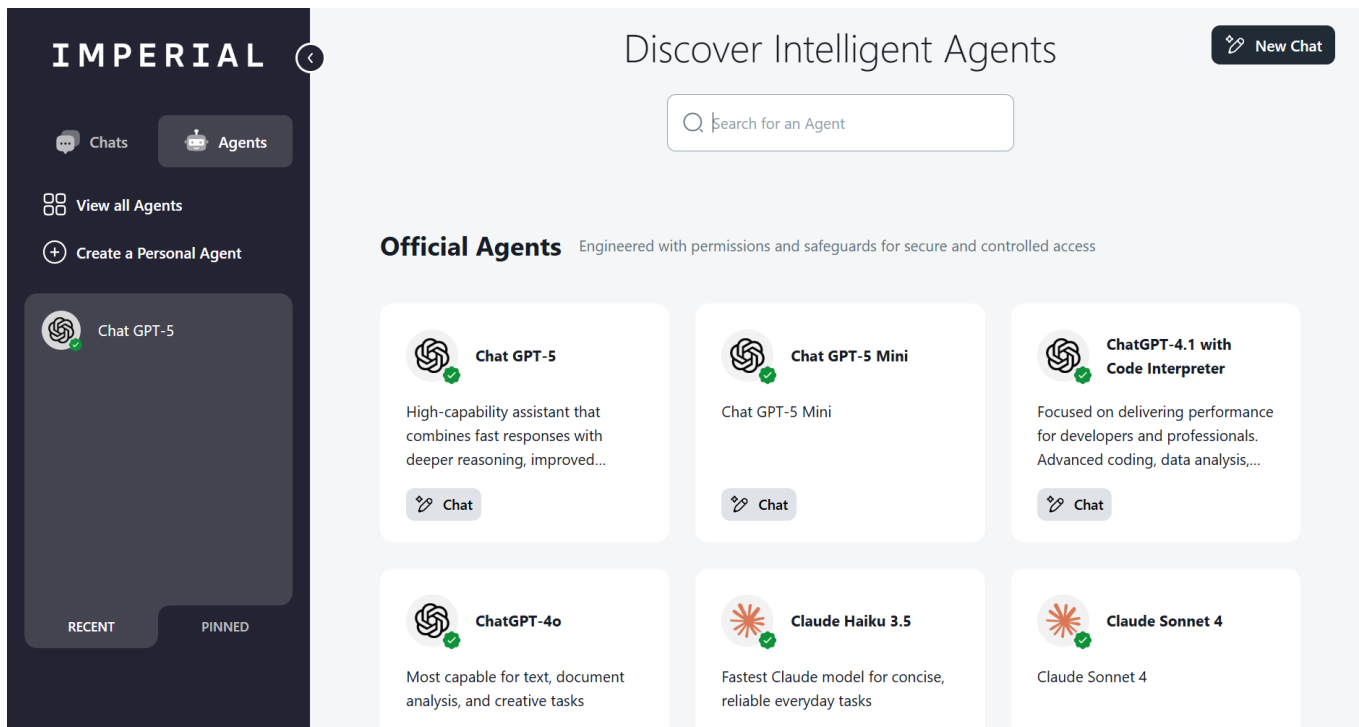 IMPERIAL
Chats
Agents
View all Agents
Create a Personal Agent
Chat GPT-5
RECENT
PINNED
Discover Intelligent Agents
New Chat
Search for an Agent
Official Agents
Engineered with permissions and safeguards for secure and controlled access
Chat GPT-5
High-capability assistant that
combines fast responses with
deeper reasoning, improved...
Chat
Chat GPT-5 Mini
Chat GPT-5 Mini
Chat
ChatGPT-4.1 with
Code Interpreter
Focused on delivering performance
for developers and professionals.
Advanced coding, data analysis,...
Chat
ChatGPT-4o
Most capable for text, document
analysis, and creative tasks
Claude Haiku 3.5
Fastest Claude model for concise,
reliable everyday tasks
Claude Sonnet 4
Claude Sonnet 4